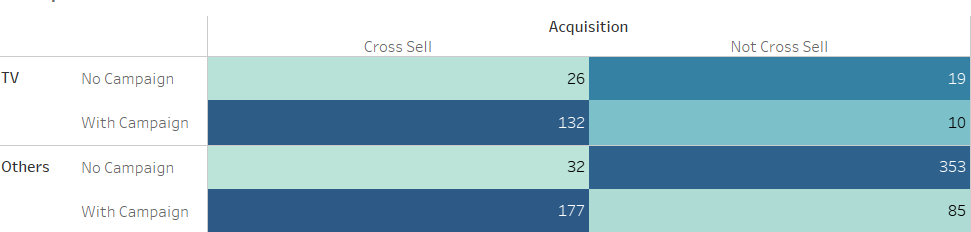 Acquisition
Cross Sell Not Cross Sell
TV No Campaign 26 19
With Campaign 132 10
Others No Campaign 32 353
With Campaign 177 85